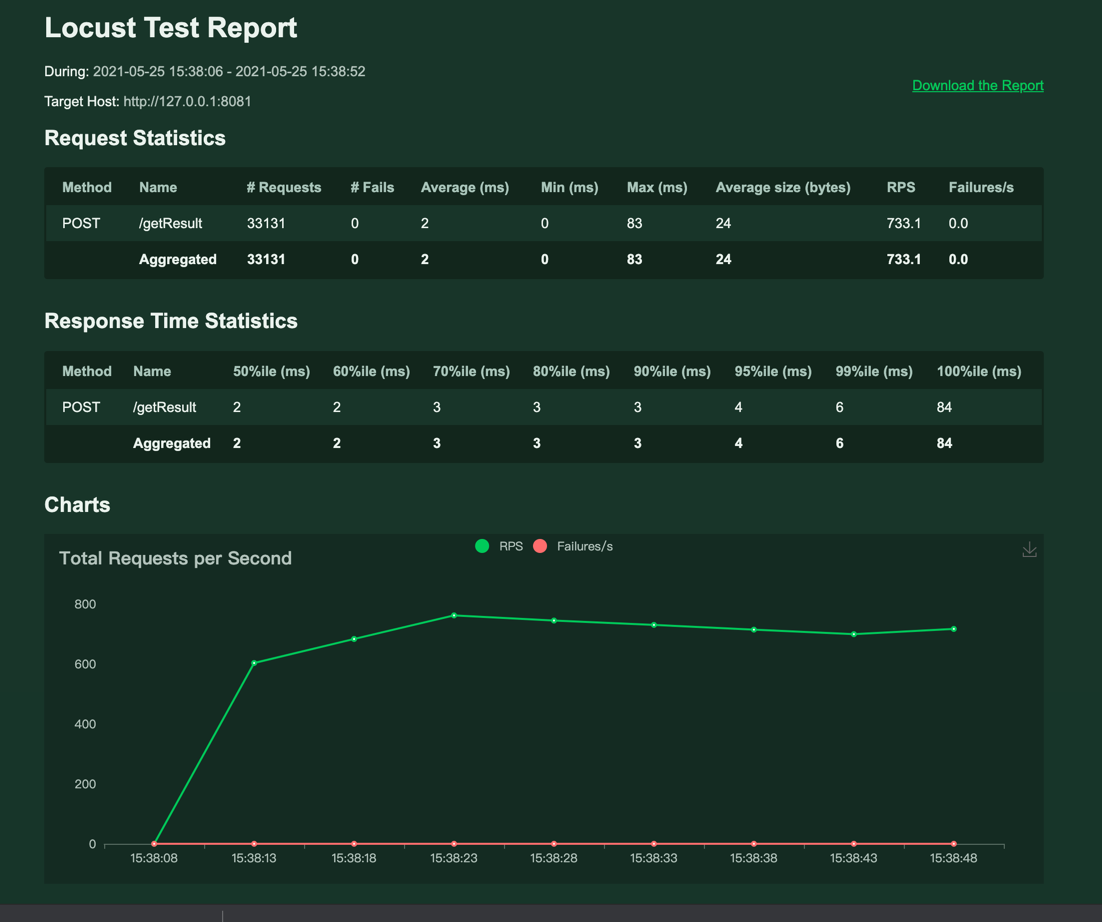 Locust Test Report
During: 2021-05-25 15:38:06 - 2021-05-25 15:38:52
Download the Report
Target Host: http://127.0.0.1:8081
Request Statistics
Method Name # Requests # Fails Average (ms) Min (ms) Max (ms) Average size (bytes) RPS Failures/s
POST /getResult 33131 0 2 0 83 24 733.1 0.0
Aggregated 33131 0 2 0 83 24 733.1 0.0
Response Time Statistics
Method Name 50%ile (ms) 60%ile (ms) 70%ile (ms) 80%ile (ms) 90%ile (ms) 95%ile (ms) 99%ile (ms) 100%ile (ms)
POST /getResult 2 2 3 3 3 4 6 84
Aggregated 2 2 3 3 3 4 6 84
Charts
RPS Failures/s
Total Requests per Second
800
600
400
200
0
15:38:08 15:38:13 15:38:18 15:38:23 15:38:28 15:38:33 15:38:38 15:38:43 15:38:48